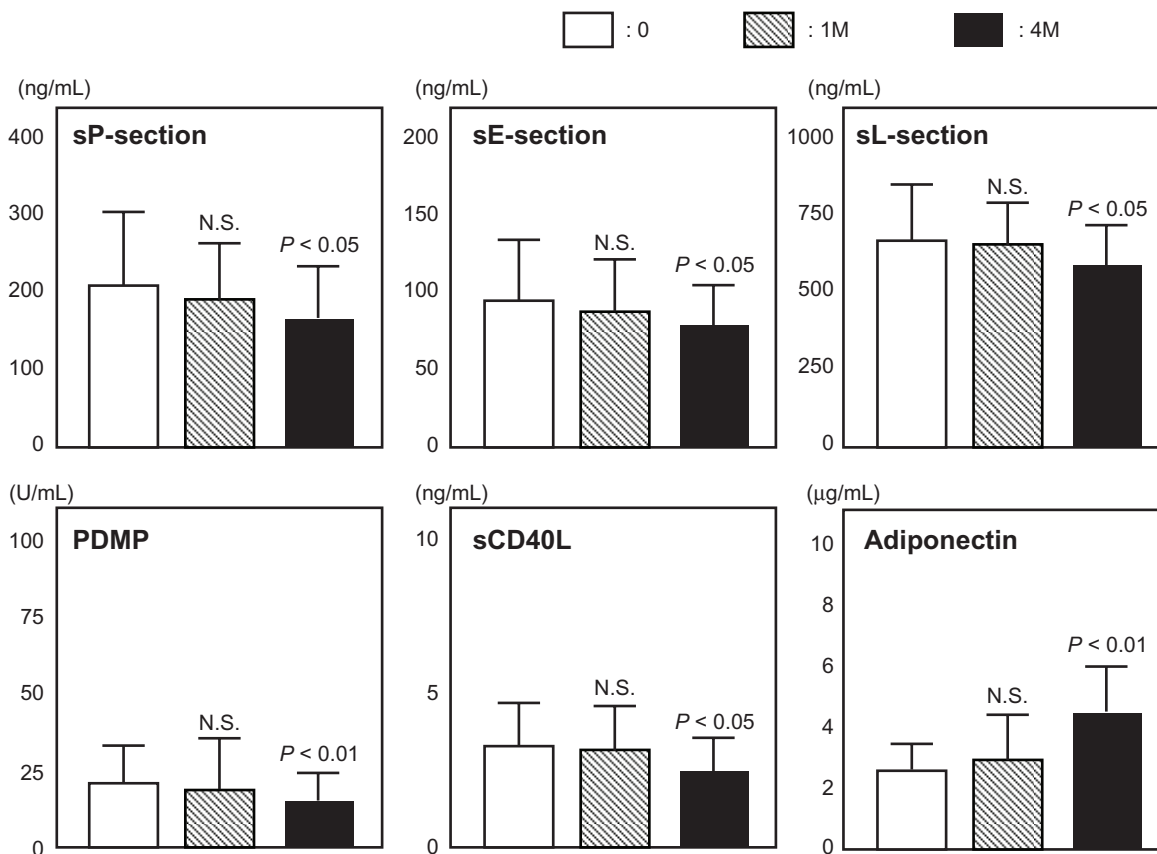 : 0 : 1M : 4M
(ng/mL)
sP-section
400
300
200
100
0
N.S.
P < 0.05
(ng/mL)
sE-section
200
150
100
50
0
N.S.
P < 0.05
(ng/mL)
sL-section
1000
750
500
250
0
N.S.
P < 0.05
(U/mL)
PDMP
100
75
50
25
0
N.S.
P < 0.01
(ng/mL)
sCD40L
10
5
0
N.S.
P < 0.05
(µg/mL)
Adiponectin
10
8
6
4
2
0
N.S.
P < 0.01